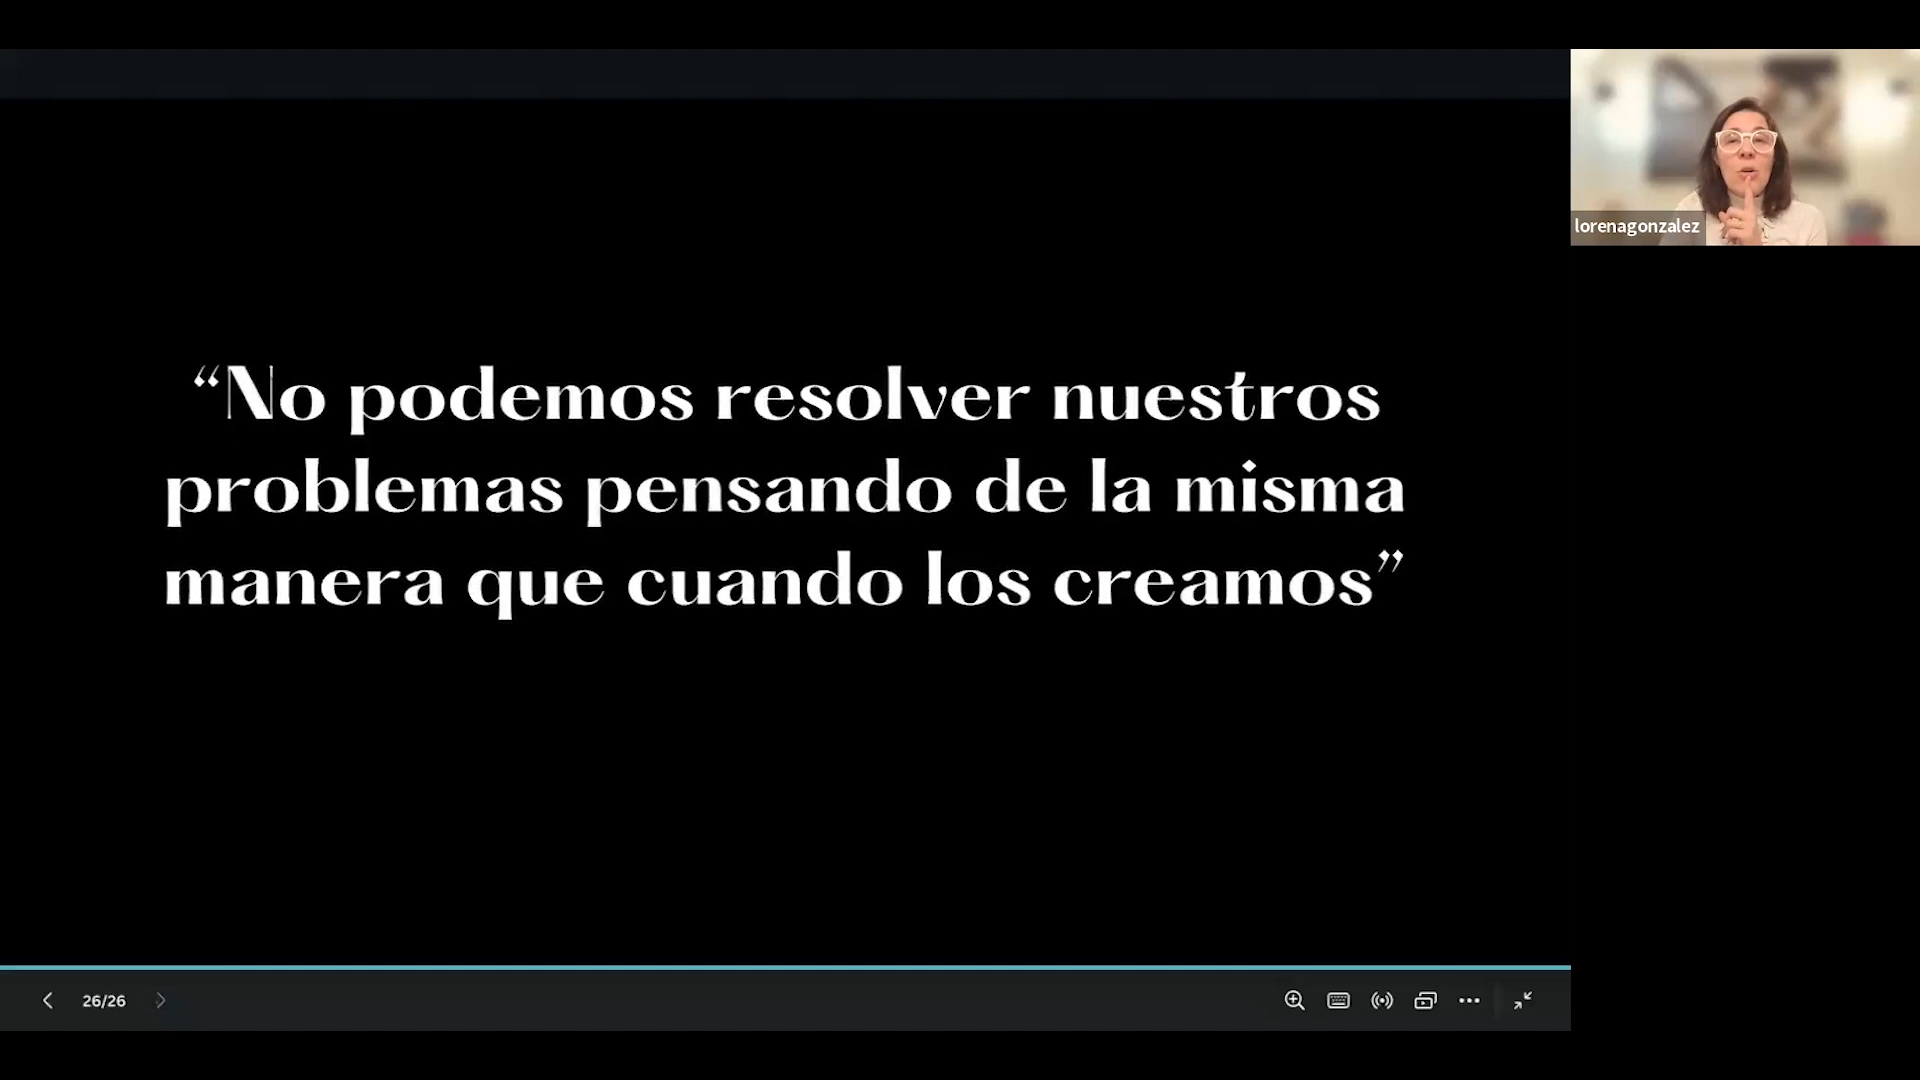 lorenagonzalez
“No podemos resolver nuestros
problemas pensando de la misma
manera que cuando los creamos”
26/26